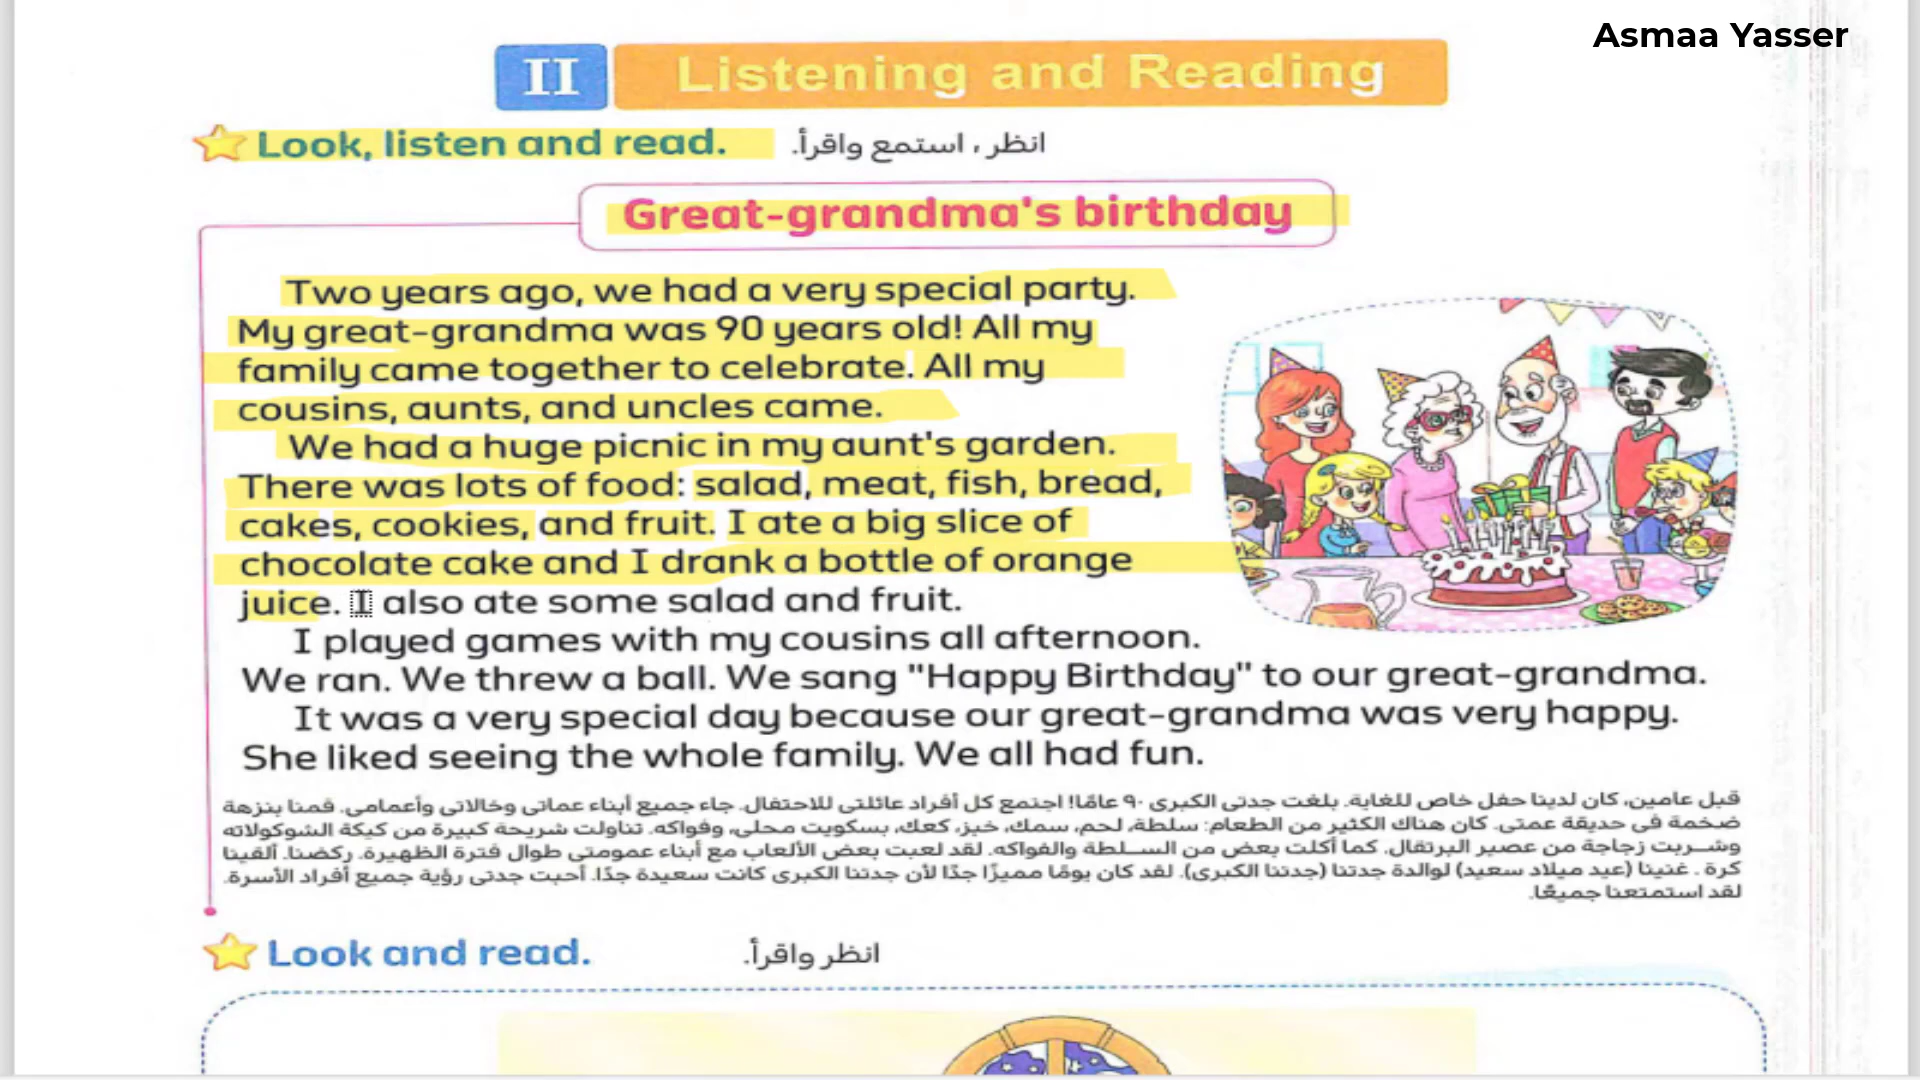 Asmaa Yasser
II Listening and Reading
Look, listen and read. انظر ، استمع واقرأ.
Great-grandma's birthday
Two years ago, we had a very special party.
My great-grandma was 90 years old! All my
family came together to celebrate. All my
cousins, aunts, and uncles came.
We had a huge picnic in my aunt's garden.
There was lots of food: salad, meat, fish, bread,
cakes, cookies, and fruit. I ate a big slice of
chocolate cake and I drank a bottle of orange
juice. I also ate some salad and fruit.
I played games with my cousins all afternoon.
We ran. We threw a ball. We sang "Happy Birthday" to our great-grandma.
It was a very special day because our great-grandma was very happy.
She liked seeing the whole family. We all had fun.
قبل عامين، كان لدينا حفل خاص للغاية. بلغت جدتى الكبرى ٩٠ عامًا! اجتمع كل أفراد عائلتى للاحتفال. جاء جميع أبناء عماتى وخالاتى وأعمامى. قمنا بنزهة
ضخمة فى حديقة عمتى. كان هناك الكثير من الطعام: سلطة، لحم، سمك، خبز، كعك، بسكويت محلى، وفواكه. تناولت شريحة كبيرة من كيكة الشوكولاته
وشربت زجاجة من عصير البرتقال. كما أكلت بعض من السلطة والفواكه. لقد لعبت بعض الألعاب مع أبناء عمومتى طوال فترة الظهيرة. ركضنا. ألقينا
كرة . غنينا (عيد ميلاد سعيد) لوالدة جدتنا (جدتنا الكبرى). لقد كان يومًا مميزًا جدًا لأن جدتنا الكبرى كانت سعيدة جدًا. أحبت جدتى رؤية جميع أفراد الأسرة.
لقد استمتعنا جميعًا.
Look and read. انظر واقرأ.